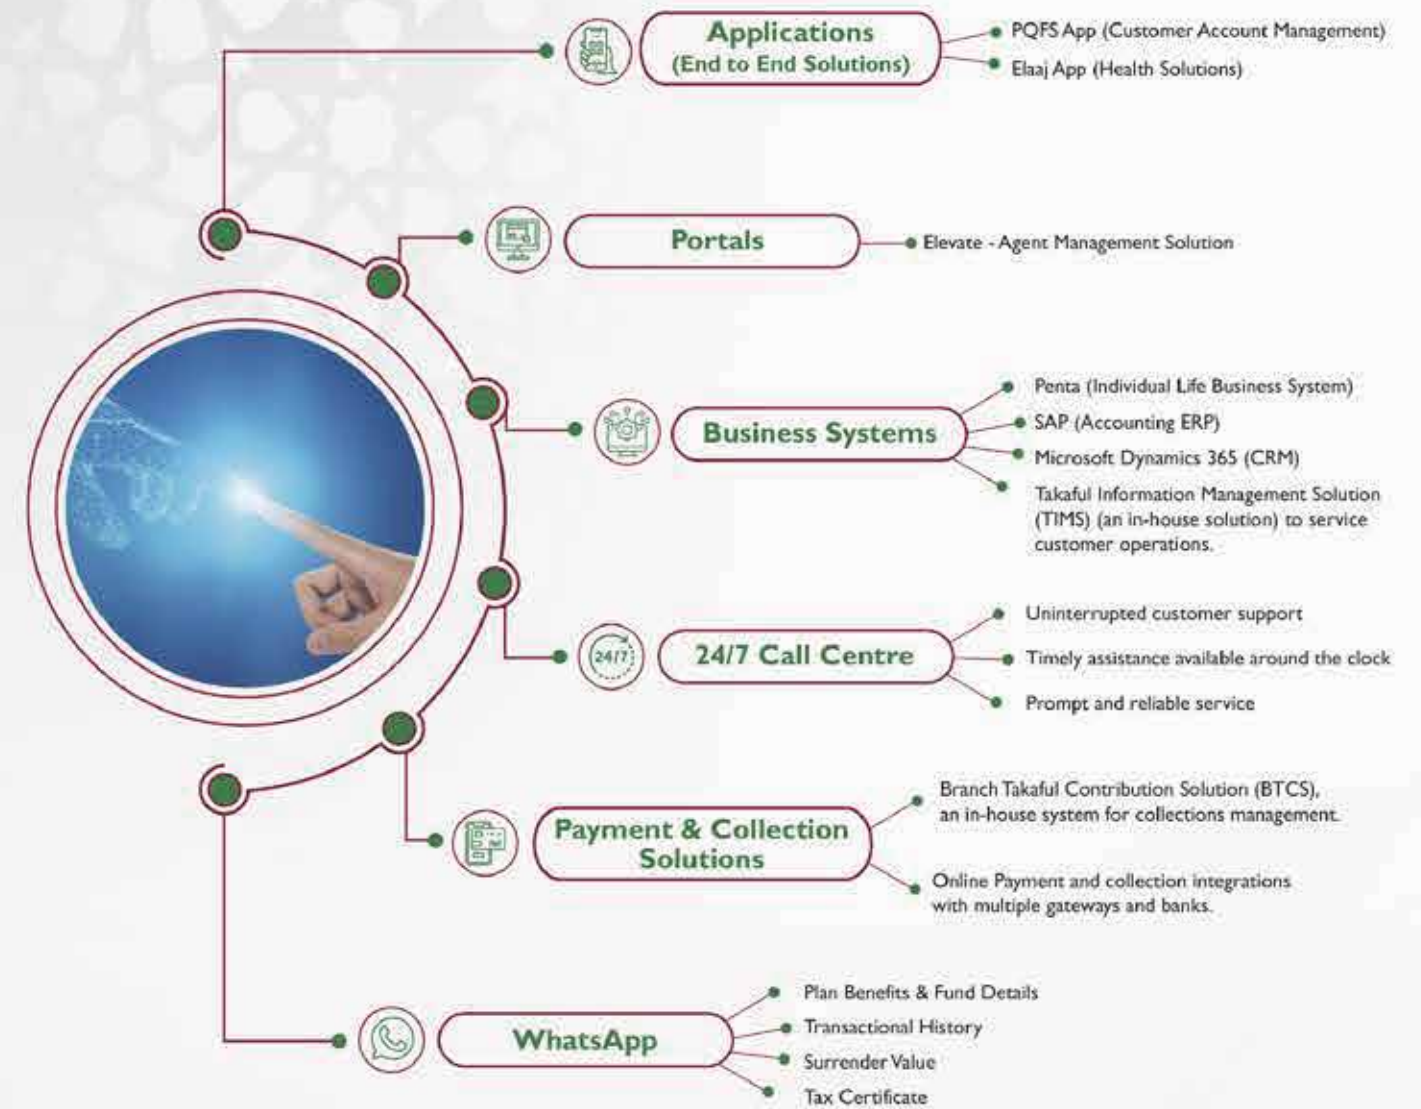 Applications
(End to End Solutions)
PQFS App (Customer Account Management)
Elaaj App (Health Solutions)
Portals
Elevate - Agent Management Solution
Business Systems
Penta (Individual Life Business System)
SAP (Accounting ERP)
Microsoft Dynamics 365 (CRM)
Takaful Information Management Solution
(TIMS) (an in-house solution) to service
customer operations.
24/7
24/7 Call Centre
Uninterrupted customer support
Timely assistance available around the clock
Prompt and reliable service
Payment & Collection
Solutions
Branch Takaful Contribution Solution (BTCS),
an in-house system for collections management.
Online Payment and collection integrations
with multiple gateways and banks.
WhatsApp
Plan Benefits & Fund Details
Transactional History
Surrender Value
Tax Certificate